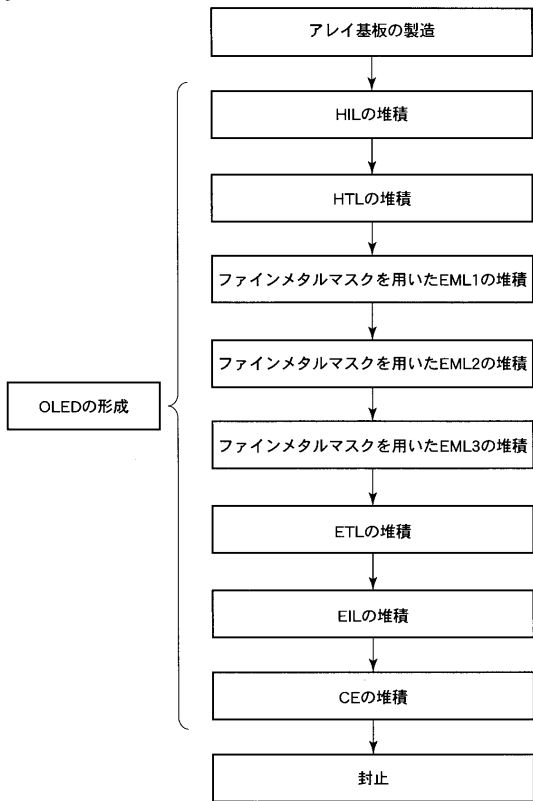 アレイ基板の製造
HILの堆積
HTLの堆積
ファインメタルマスクを用いたEML1の堆積
ファインメタルマスクを用いたEML2の堆積
OLEDの形成
ファインメタルマスクを用いたEML3の堆積
ETLの堆積
EILの堆積
CEの堆積
封止